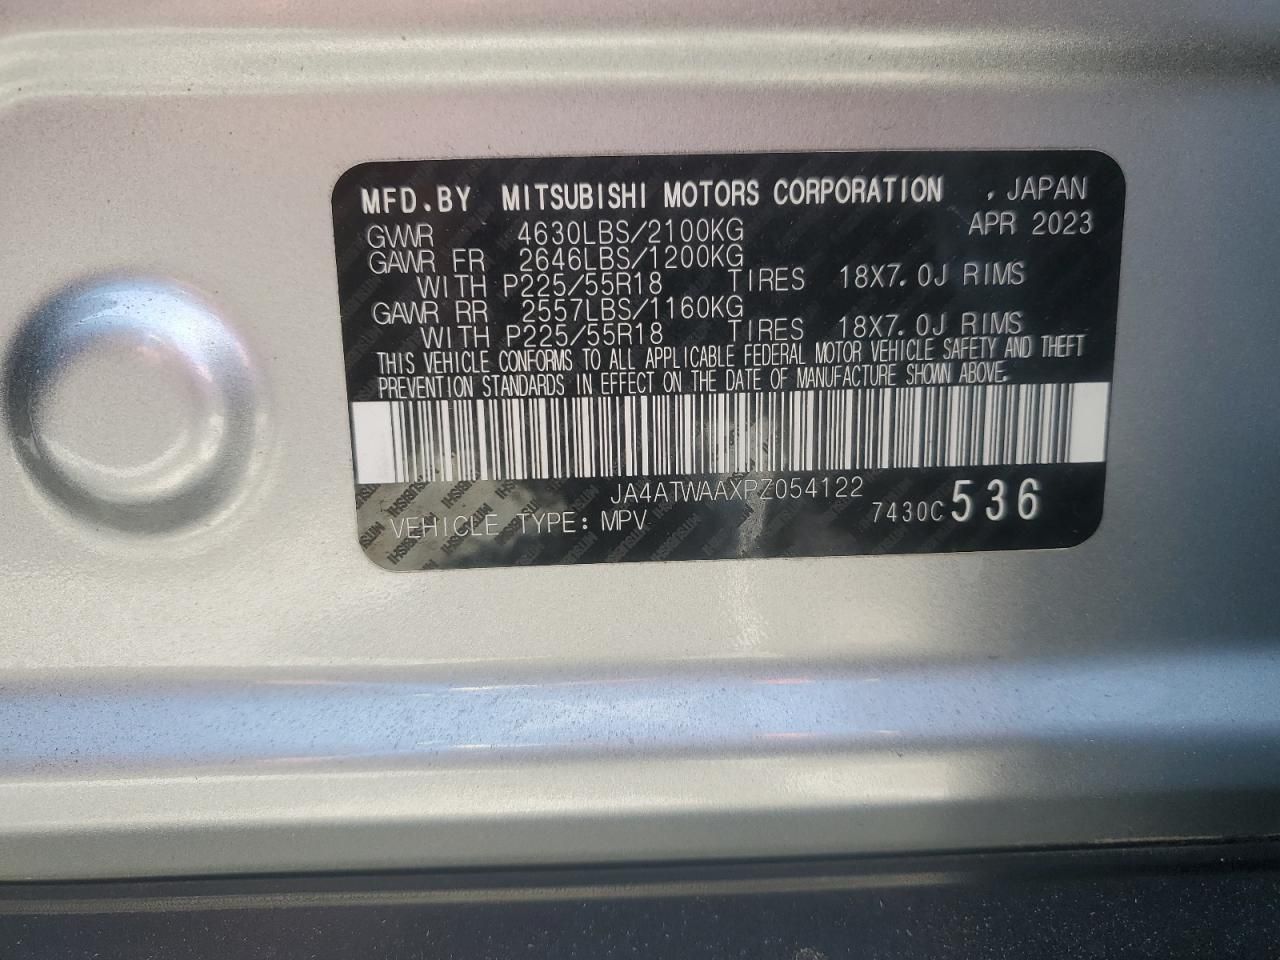 MFD.BY MITSUBISHI MOTORS CORPORATION , JAPAN
GVWR 4630LBS/2100KG APR 2023
GAWR FR 2646LBS/1200KG
WITH P225/55R18 TIRES 18X7.0J RIMS
GAWR RR 2557LBS/1160KG
WITH P225/55R18 TIRES 18X7.0J RIMS
THIS VEHICLE CONFORMS TO ALL APPLICABLE FEDERAL MOTOR VEHICLE SAFETY AND THEFT
PREVENTION STANDARDS IN EFFECT ON THE DATE OF MANUFACTURE SHOWN ABOVE.
JA4ATWAAXPZ054122
VEHICLE TYPE: MPV 7430C 536